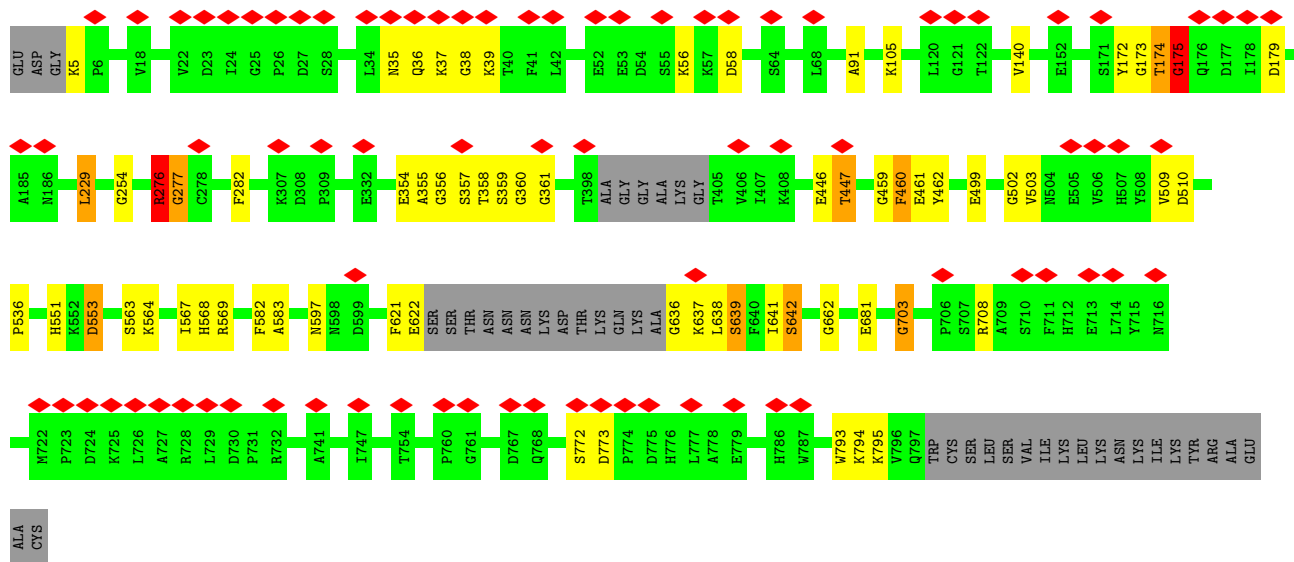 GLU ASP GLY K5 P6 V18 V22 D23 I24 G25 P26 D27 S28 L34 N35 Q36 K37 G38 K39 T40 F41 L42 E52 E53 D54 S55 K56 K57 D58 S64 L68 A91 K105 L120 G121 T122 V140 E152 S171 Y172 G173 T174 G175 Q176 D177 I178 D179
A185 N186 L229 G254 R276 G277 C278 F282 K307 D308 P309 E332 E354 A355 G356 S357 T358 S359 G360 G361 T398 ALA GLY GLY ALA LYS GLY T405 V406 I407 K408 E446 T447 G459 F460 E461 Y462 E499 G502 V503 N504 E505 V506 H507 Y508 V509 D510
P536 H551 K552 D553 S563 K564 I567 H568 R569 F582 A583 N597 N598 D599 F621 E622 SER SER THR ASN ASN ASN LYS ASP THR LYS GLN LYS ALA G636 K637 L638 S639 F640 I641 S642 G662 E681 G703 P706 S707 R708 A709 S710 F711 H712 E713 L714 Y715 N716
M722 P723 D724 K725 L726 A727 R728 L729 D730 P731 R732 A741 I747 T754 P760 G761 D767 Q768 S772 D773 P774 D775 H776 L777 A778 E779 H786 W787 W793 K794 K795 V796 Q797 TRP CYS SER LEU SER VAL ILE LYS LEU LYS ASN LYS ILE LYS TYR ARG ALA GLU
ALA CYS